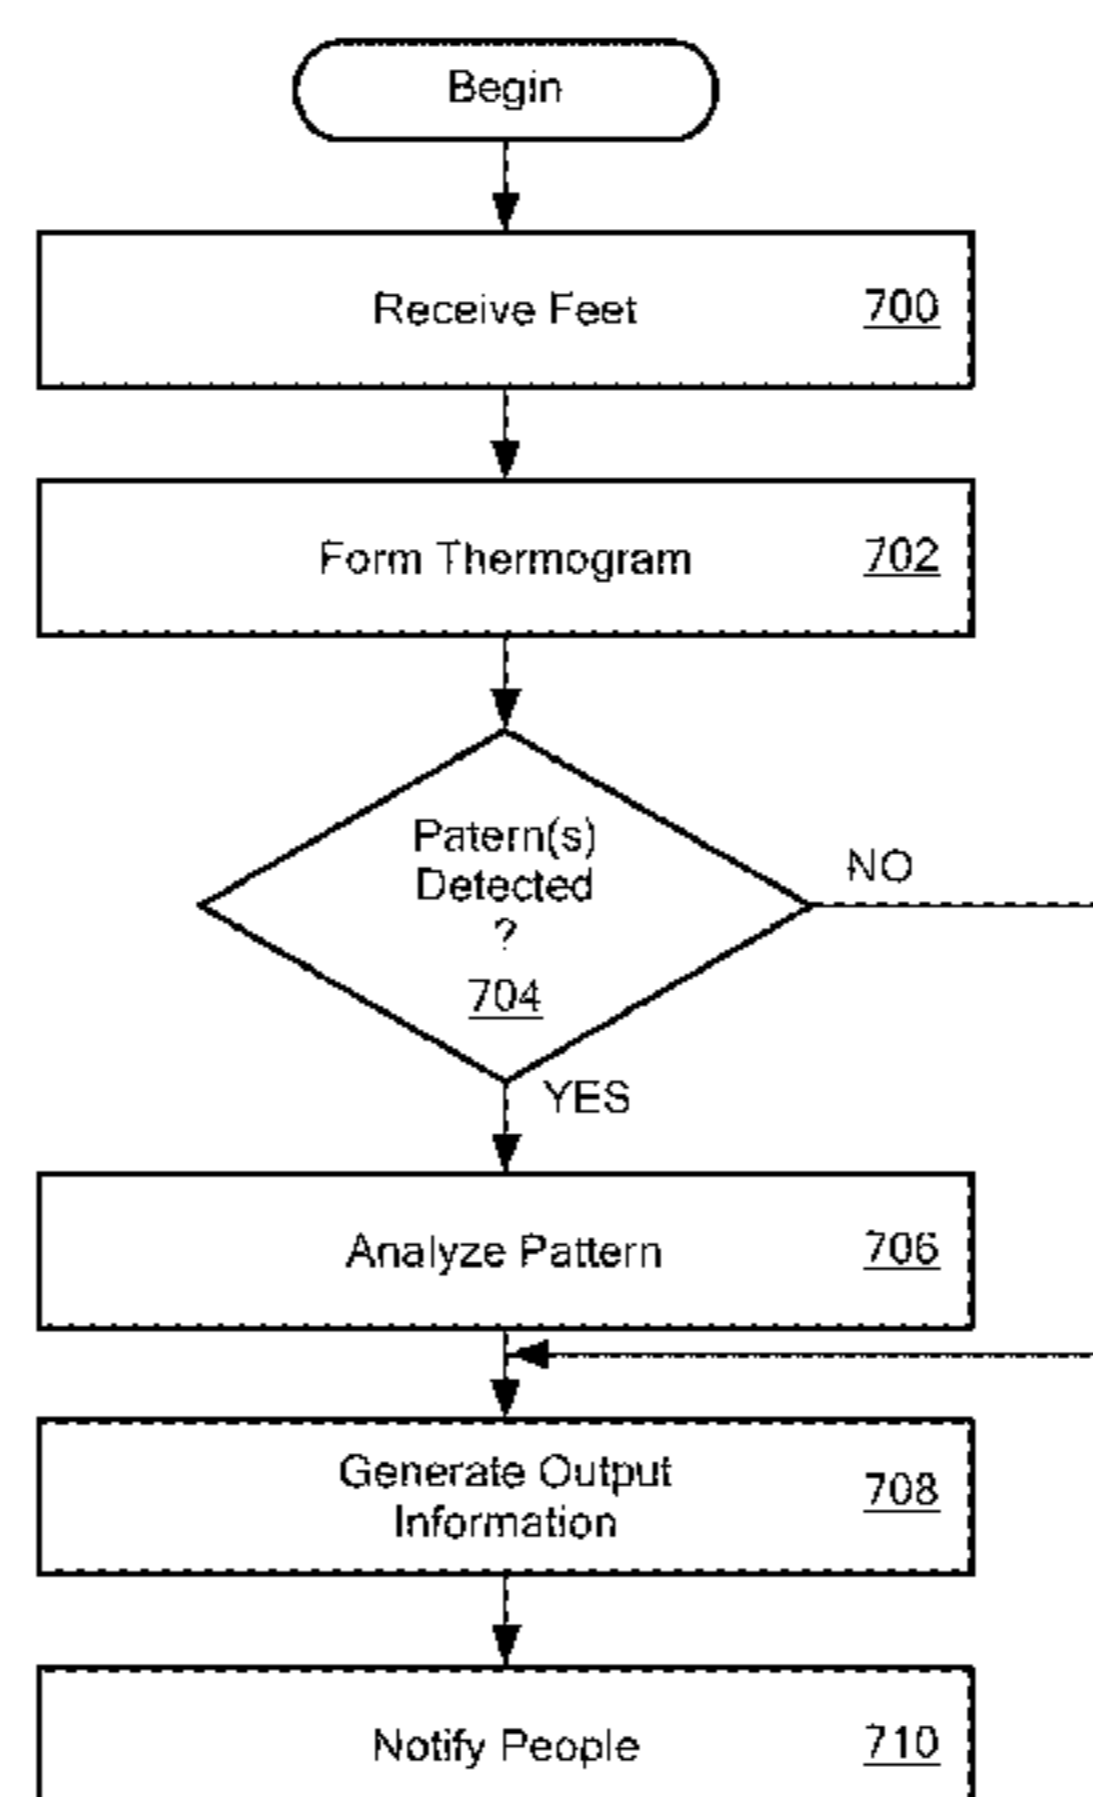 Begin
Receive Feet 700
Form Thermogram 702
Patern(s)
Detected
?
704
NO
YES
Analyze Pattern 706
Generate Output
Information
708
Notify People 710